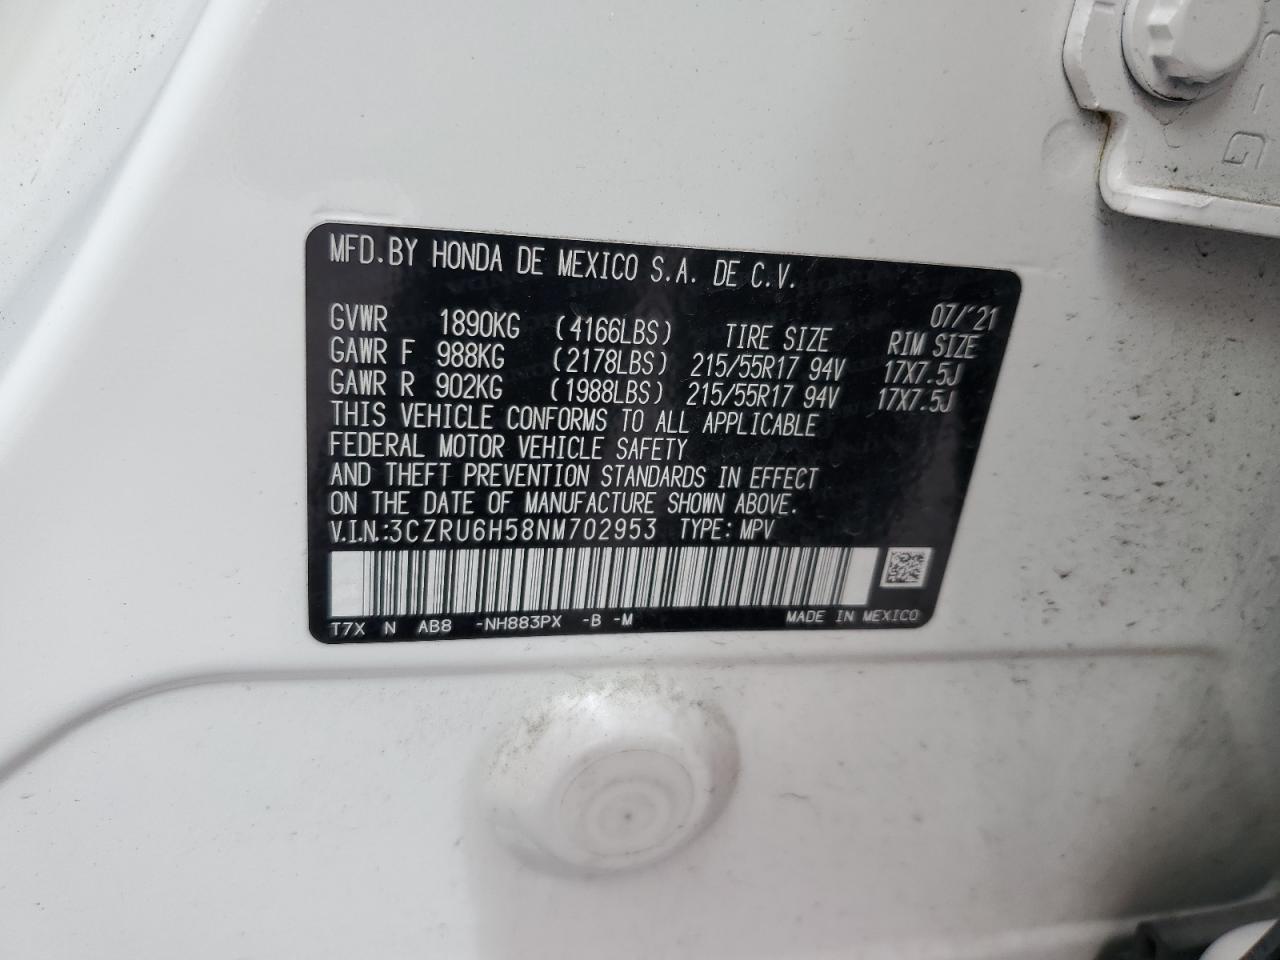 MFD.BY HONDA DE MEXICO S.A. DE C.V.
07/'21
GVWR 1890KG (4166LBS) TIRE SIZE RIM SIZE
GAWR F 988KG (2178LBS) 215/55R17 94V 17X7.5J
GAWR R 902KG (1988LBS) 215/55R17 94V 17X7.5J
THIS VEHICLE CONFORMS TO ALL APPLICABLE
FEDERAL MOTOR VEHICLE SAFETY
AND THEFT PREVENTION STANDARDS IN EFFECT
ON THE DATE OF MANUFACTURE SHOWN ABOVE.
V.I.N.:3CZRU6H58NM702953 TYPE: MPV
T7X N AB8 -NH883PX -B -M MADE IN MEXICO